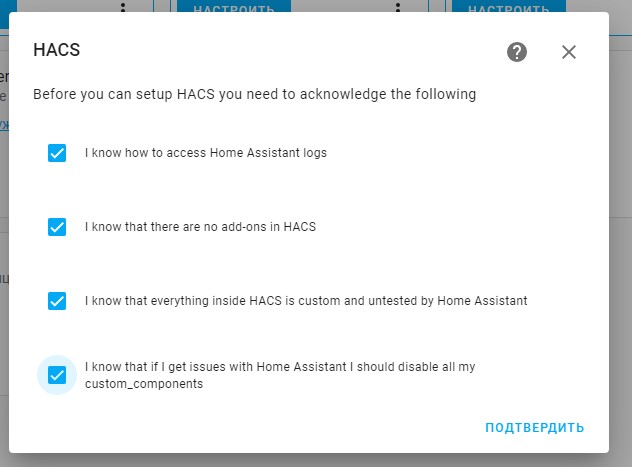 НАСТРОИТЬ
НАСТРОИТЬ
HACS
Before you can setup HACS you need to acknowledge the following
I know how to access Home Assistant logs
I know that there are no add-ons in HACS
I know that everything inside HACS is custom and untested by Home Assistant
I know that if I get issues with Home Assistant I should disable all my
custom_components
ПОДТВЕРДИТЬ